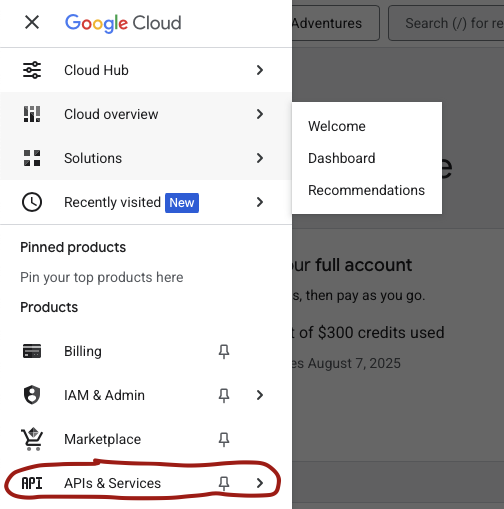 Google Cloud
Adventures
Search (/) for re
Cloud Hub
Cloud overview
Solutions
Recently visited New
Welcome
Dashboard
Recommendations
Pinned products
Pin your top products here
Products
Billing
IAM & Admin
Marketplace
API APIs & Services
e
ur full account
s, then pay as you go.
t of $300 credits used
es August 7, 2025